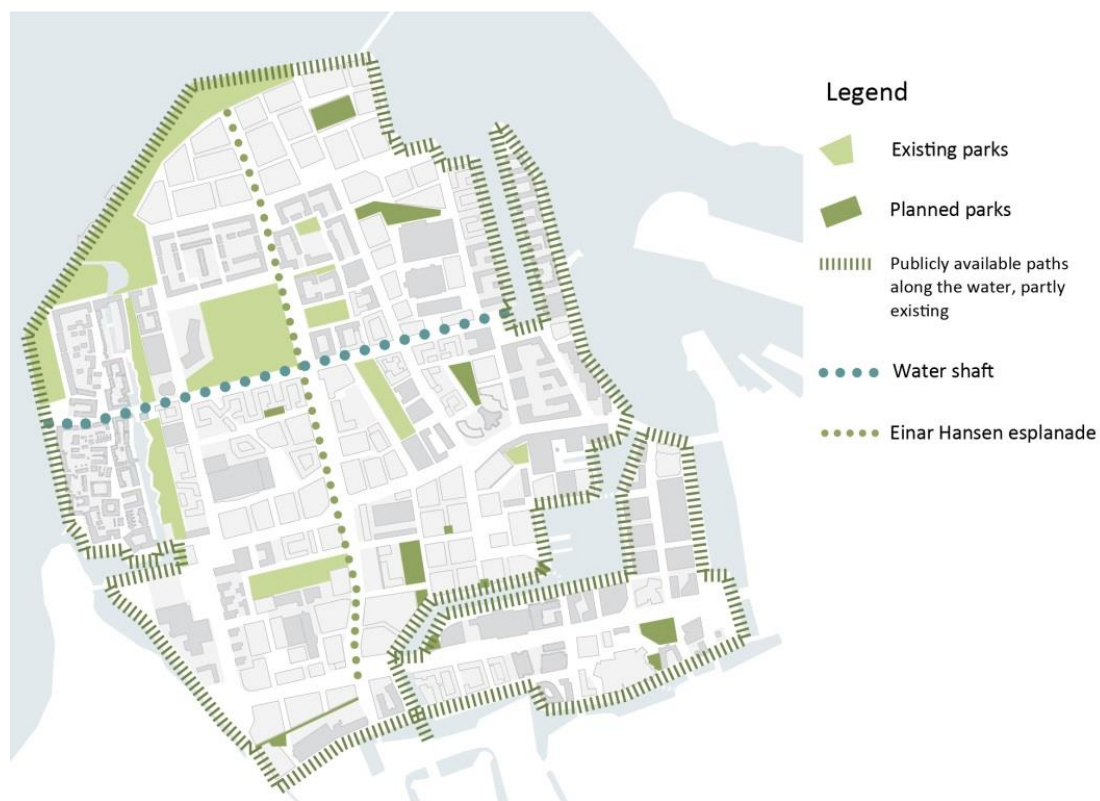 Legend
Existing parks
Planned parks
Publicly available paths
along the water, partly
existing
Water shaft
Einar Hansen esplanade